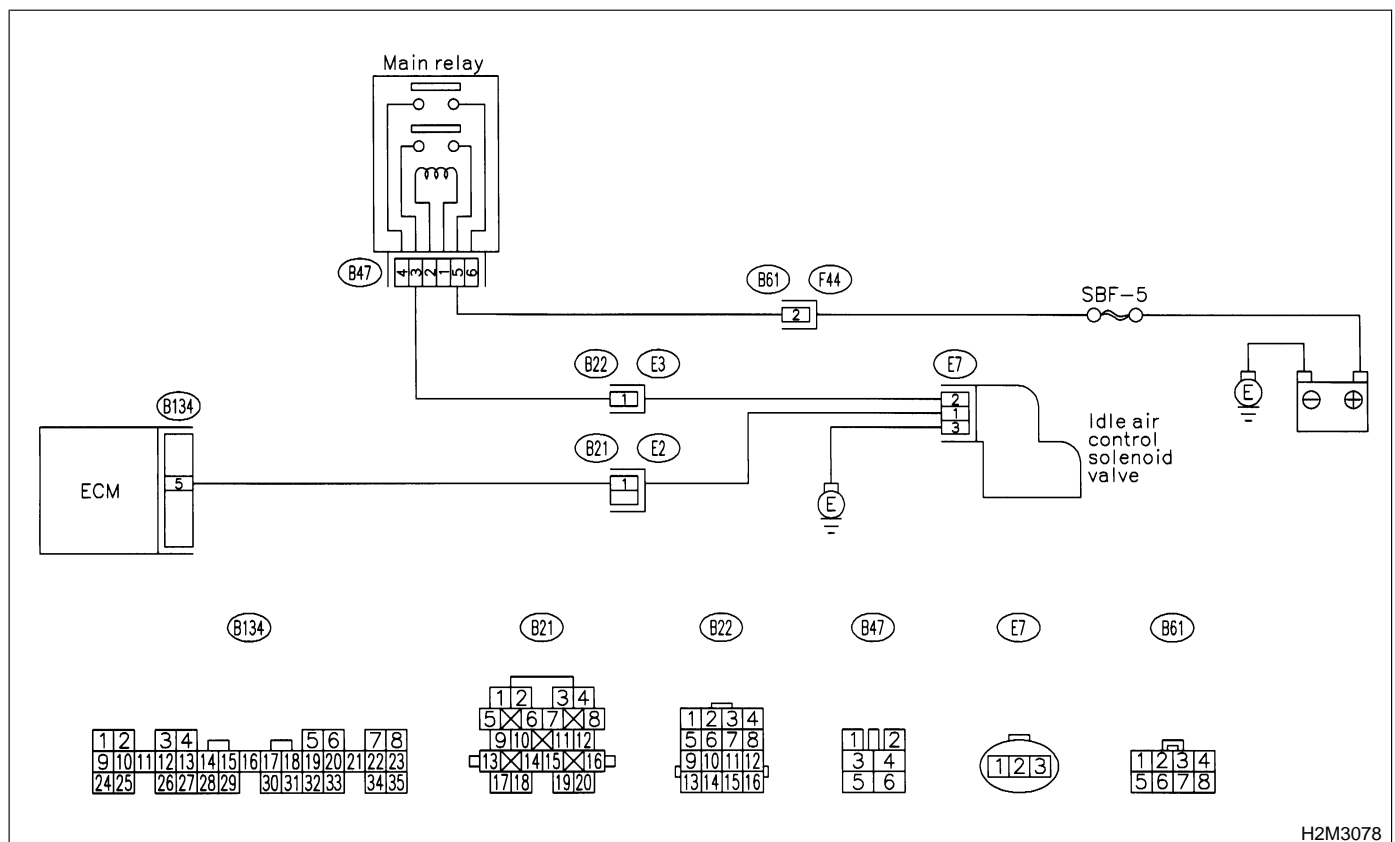 Main relay
B47
4 3 2 1 5 6
B61 F44
2
SBF-5
B22 E3
1
E7
2
1
3
E
⊖ ⊕
Idle air
control
solenoid
valve
B134
ECM
5
B21 E2
1
E
B134
1 2 3 4 5 6 7 8
9 10 11 12 13 14 15 16 17 18 19 20 21 22 23
24 25 26 27 28 29 30 31 32 33 34 35
B21
1 2 3 4
5 6 7 8
9 10 11 12
13 14 15 16
17 18 19 20
B22
1 2 3 4
5 6 7 8
9 10 11 12
13 14 15 16
B47
1 2
3 4
5 6
E7
1 2 3
B61
1 2 3 4
5 6 7 8
H2M3078